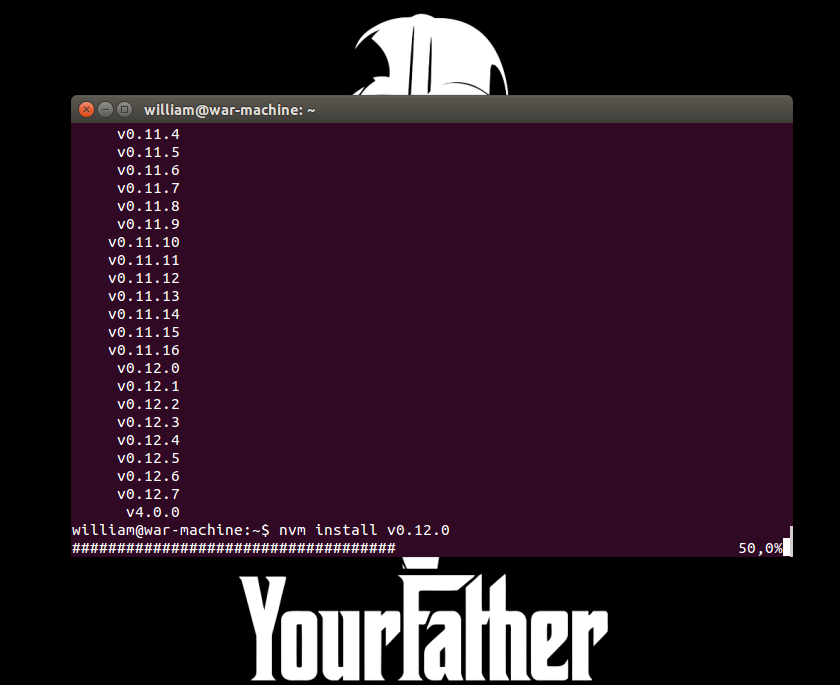 william@war-machine: ~
v0.11.4
v0.11.5
v0.11.6
v0.11.7
v0.11.8
v0.11.9
v0.11.10
v0.11.11
v0.11.12
v0.11.13
v0.11.14
v0.11.15
v0.11.16
v0.12.0
v0.12.1
v0.12.2
v0.12.3
v0.12.4
v0.12.5
v0.12.6
v0.12.7
v4.0.0
william@war-machine:~$ nvm install v0.12.0
#################################### 50,0%
YourFather